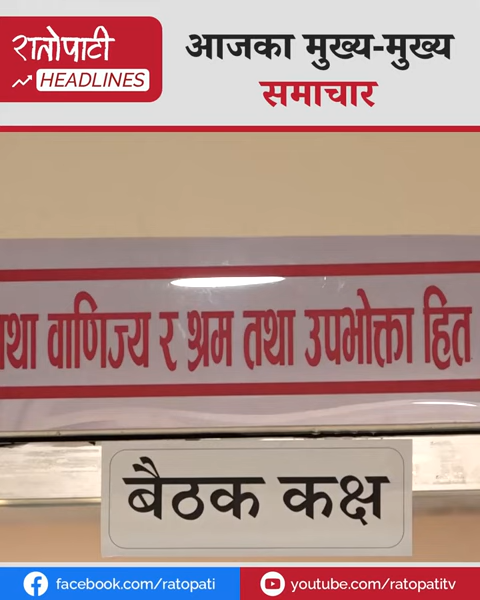 रातोपाटी
HEADLINES
आजका मुख्य-मुख्य
समाचार
था वाणिज्य र श्रम तथा उपभोक्ता हित
बैठक कक्ष
facebook.com/ratopati
youtube.com/ratopatitv